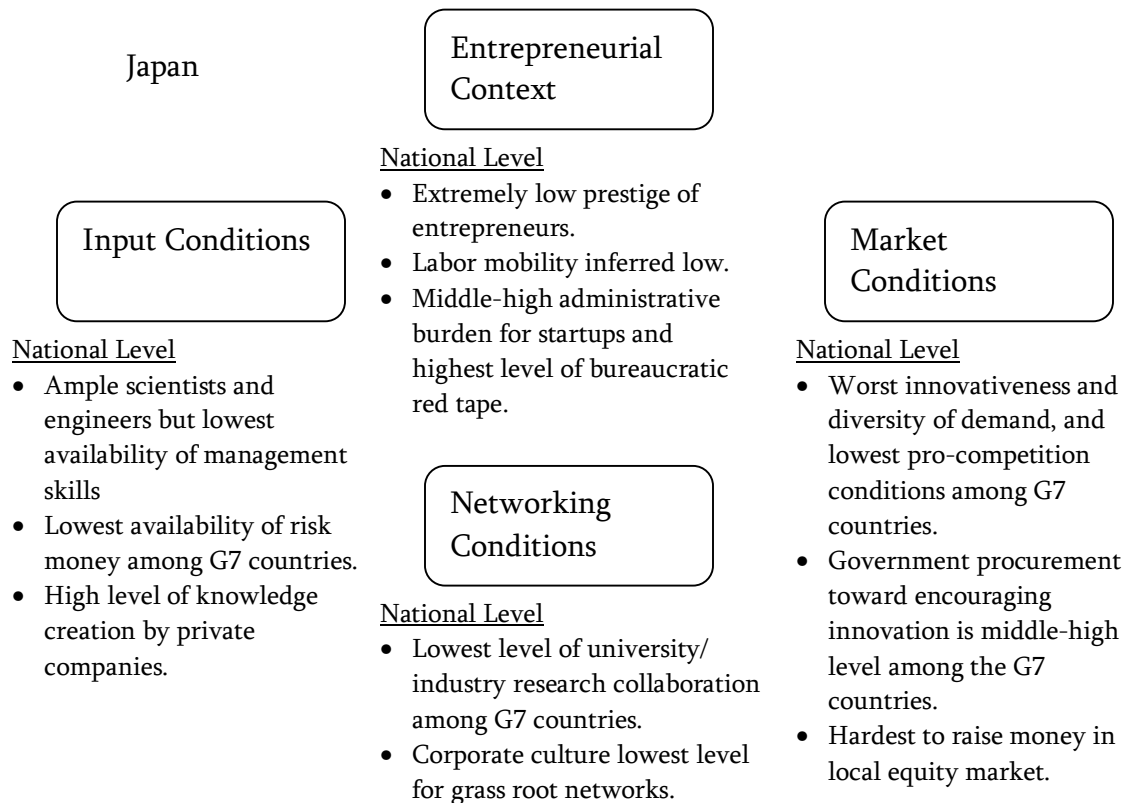 Japan
Entrepreneurial
Context
National Level
• Extremely low prestige of
entrepreneurs.
• Labor mobility inferred low.
• Middle-high administrative
burden for startups and
highest level of bureaucratic
red tape.
Input Conditions
National Level
• Ample scientists and
engineers but lowest
availability of management
skills
• Lowest availability of risk
money among G7 countries.
• High level of knowledge
creation by private
companies.
Market
Conditions
National Level
• Worst innovativeness and
diversity of demand, and
lowest pro-competition
conditions among G7
countries.
• Government procurement
toward encouraging
innovation is middle-high
level among the G7
countries.
• Hardest to raise money in
local equity market.
Networking
Conditions
National Level
• Lowest level of university/
industry research collaboration
among G7 countries.
• Corporate culture lowest level
for grass root networks.